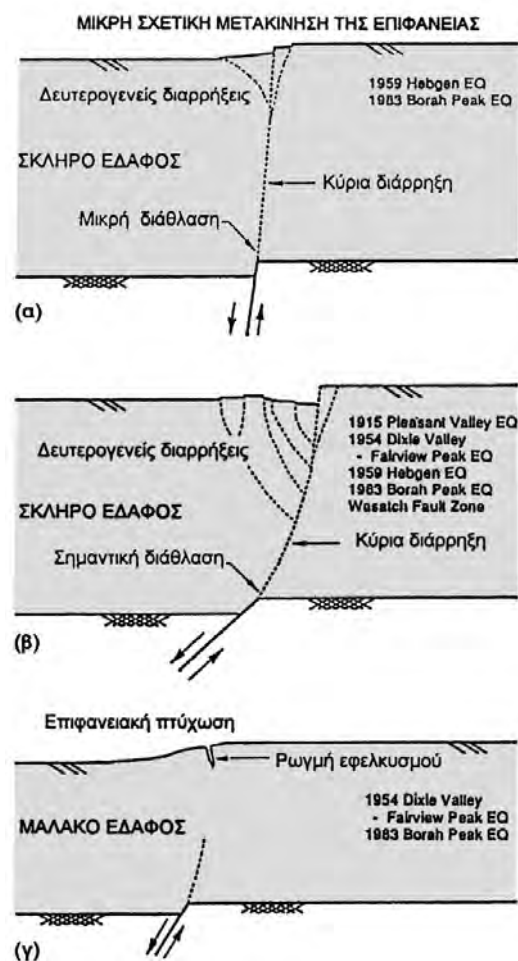 ΜΙΚΡΗ ΣΧΕΤΙΚΗ ΜΕΤΑΚΙΝΗΣΗ ΤΗΣ ΕΠΙΦΑΝΕΙΑΣ
Δευτερογενείς διαρρήξεις
1959 Hebgen EQ
1983 Borah Peak EQ
ΣΚΛΗΡΟ ΕΔΑΦΟΣ
Κύρια διάρρηξη
Μικρή διάθλαση
(α)
Δευτερογενείς διαρρήξεις
1915 Pleasant Valley EQ
1954 Dixie Valley
- Fairview Peak EQ
1959 Hebgen EQ
1983 Borah Peak EQ
Wasatch Fault Zone
ΣΚΛΗΡΟ ΕΔΑΦΟΣ
Κύρια διάρρηξη
Σημαντική διάθλαση
(β)
Επιφανειακή πτύχωση
Ρωγμή εφελκυσμού
ΜΑΛΑΚΟ ΕΔΑΦΟΣ
1954 Dixie Valley
- Fairview Peak EQ
1983 Borah Peak EQ
(γ)